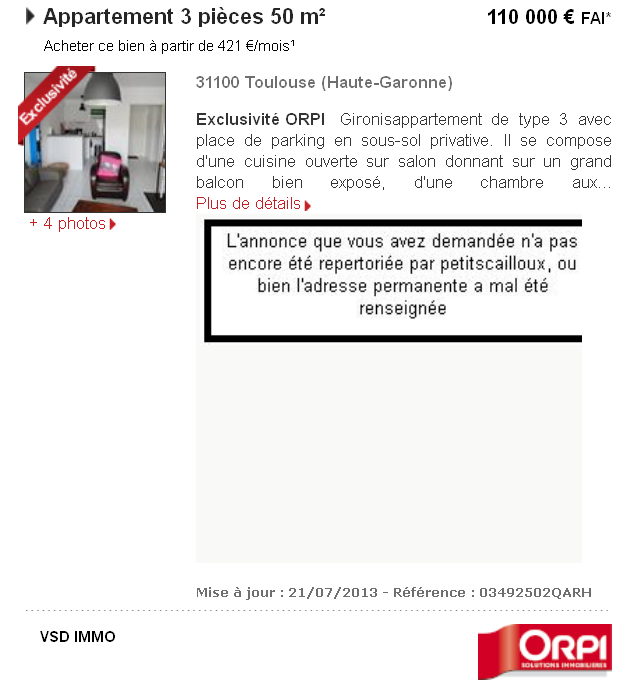 Appartement 3 pièces 50 m²
110 000 € FAI*
Acheter ce bien à partir de 421 €/mois¹
Exclusivité
31100 Toulouse (Haute-Garonne)
Exclusivité ORPI Gironisappartement de type 3 avec
place de parking en sous-sol privative. Il se compose
d'une cuisine ouverte sur salon donnant sur un grand
balcon bien exposé, d'une chambre aux...
Plus de détails
+ 4 photos
L'annonce que vous avez demandée n'a pas
encore été repertoriée par petitscailloux, ou
bien l'adresse permanente a mal été
renseignée
Mise à jour : 21/07/2013 - Référence : 03492502QARH
VSD IMMO
ORPI
SOLUTIONS IMMOBILIERES